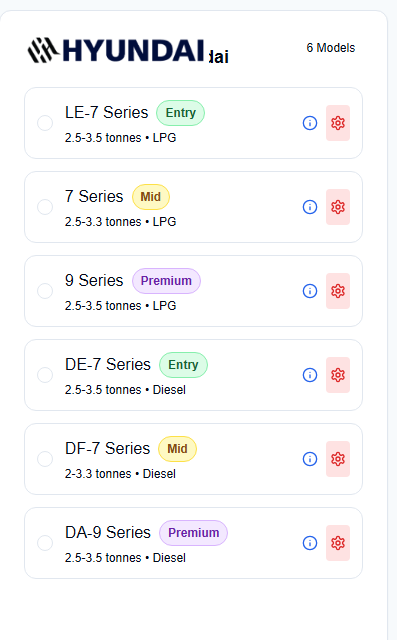 HYUNDAI dai
6 Models
LE-7 Series Entry
2.5-3.5 tonnes • LPG
7 Series Mid
2.5-3.3 tonnes • LPG
9 Series Premium
2.5-3.5 tonnes • LPG
DE-7 Series Entry
2.5-3.5 tonnes • Diesel
DF-7 Series Mid
2-3.3 tonnes • Diesel
DA-9 Series Premium
2.5-3.5 tonnes • Diesel